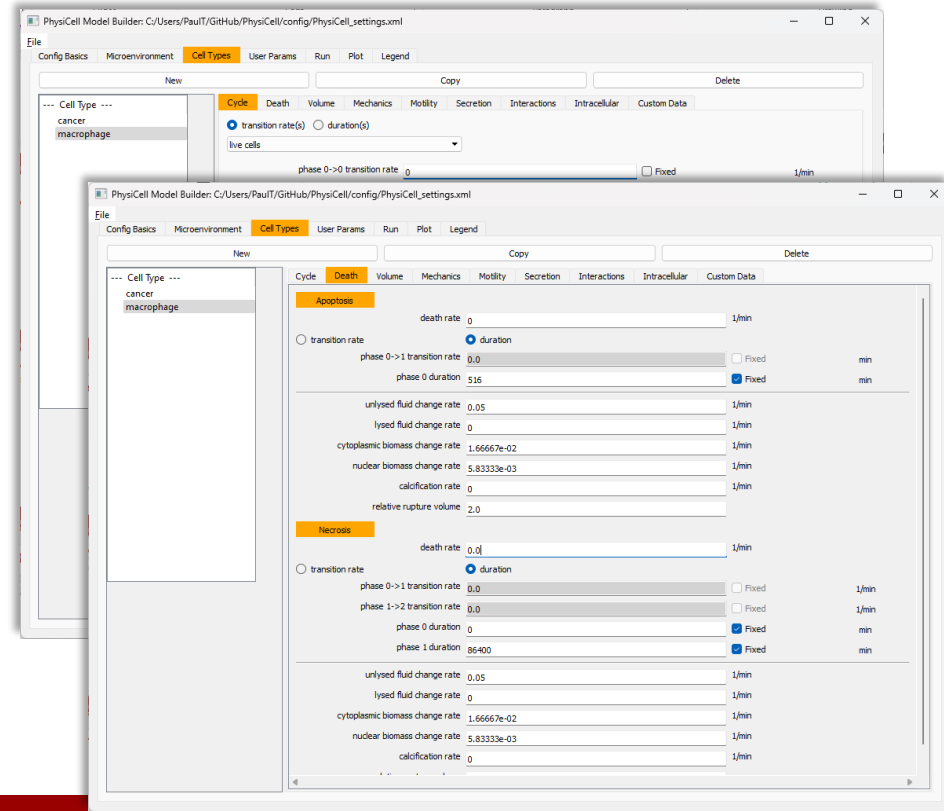 PhysiCell Model Builder: C:/Users/PaulT/GitHub/PhysiCell/config/PhysiCell_settings.xml
File
Config Basics Microenvironment Cell Types User Params Run Plot Legend
New Copy Delete
--- Cell Type ---
cancer
macrophage
Cycle Death Volume Mechanics Motility Secretion Interactions Intracellular Custom Data
transition rate(s) duration(s)
live cells
phase 0->0 transition rate 0 Fixed 1/min
PhysiCell Model Builder: C:/Users/PaulT/GitHub/PhysiCell/config/PhysiCell_settings.xml
File
Config Basics Microenvironment Cell Types User Params Run Plot Legend
New Copy Delete
--- Cell Type ---
cancer
macrophage
Cycle Death Volume Mechanics Motility Secretion Interactions Intracellular Custom Data
Apoptosis
death rate 0 1/min
transition rate duration
phase 0->1 transition rate 0.0 Fixed min
phase 0 duration 516 Fixed min
unlysed fluid change rate 0.05 1/min
lysed fluid change rate 0 1/min
cytoplasmic biomass change rate 1.66667e-02 1/min
nuclear biomass change rate 5.83333e-03 1/min
calcification rate 0 1/min
relative rupture volume 2.0
Necrosis
death rate 0.0 1/min
transition rate duration
phase 0->1 transition rate 0.0 Fixed 1/min
phase 1->2 transition rate 0.0 Fixed 1/min
phase 0 duration 0 Fixed min
phase 1 duration 86400 Fixed min
unlysed fluid change rate 0.05 1/min
lysed fluid change rate 0 1/min
cytoplasmic biomass change rate 1.66667e-02 1/min
nuclear biomass change rate 5.83333e-03 1/min
calcification rate 0 1/min